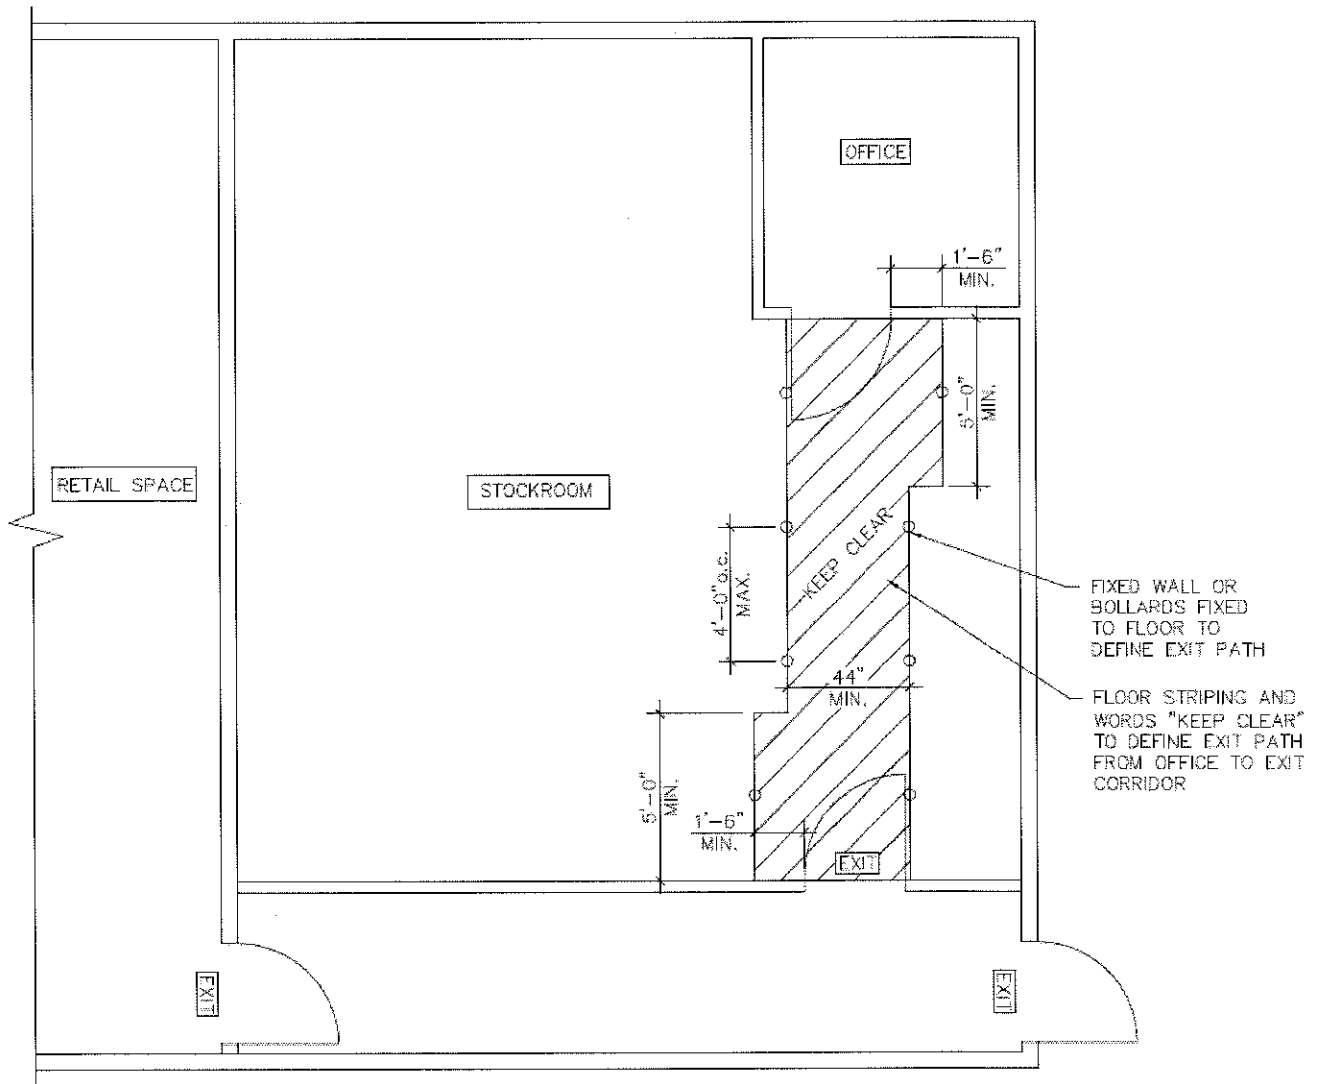 OFFICE
1'-6"
MIN.
5'-0"
MIN.
RETAIL SPACE
STOCKROOM
KEEP CLEAR
4'-0" o.c.
MAX.
FIXED WALL OR
BOLLARDS FIXED
TO FLOOR TO
DEFINE EXIT PATH
44"
MIN.
FLOOR STRIPING AND
WORDS "KEEP CLEAR"
TO DEFINE EXIT PATH
FROM OFFICE TO EXIT
CORRIDOR
5'-0"
MIN.
1'-6"
MIN.
EXIT
EXIT
EXIT